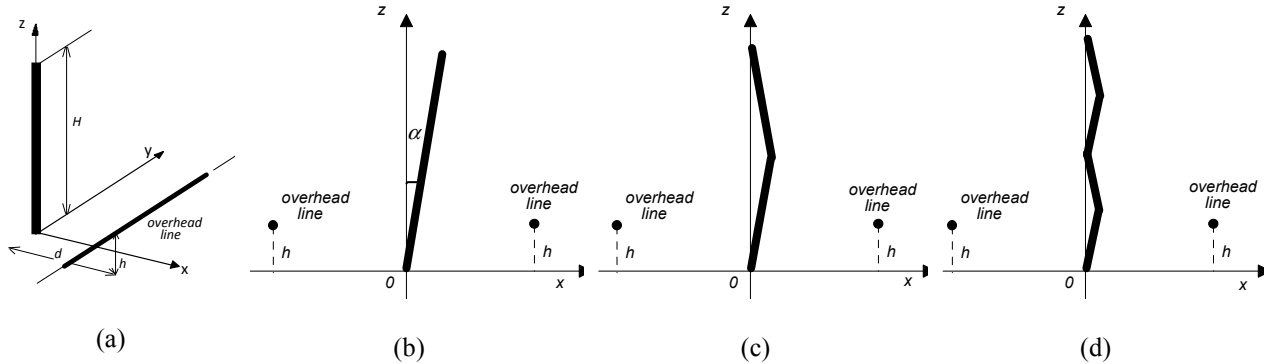 z
H
y
overhead
line
d
h
x
(a)
z
α
overhead
line
overhead
line
h
h
0
x
(b)
z
overhead
line
overhead
line
h
h
0
x
(c)
z
overhead
line
overhead
line
h
h
0
x
(d)